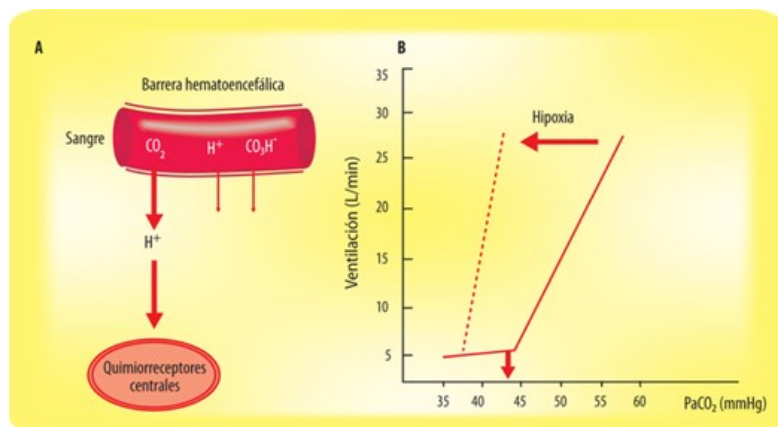 A
Barrera hematoencefálica
Sangre
CO₂ H⁺ CO₃H⁻
H⁺
Quimiorreceptores
centrales
B
Ventilación (L/min)
35
30
25
20
15
10
5
Hipoxia
35 40 45 50 55 60 PaCO₂ (mmHg)